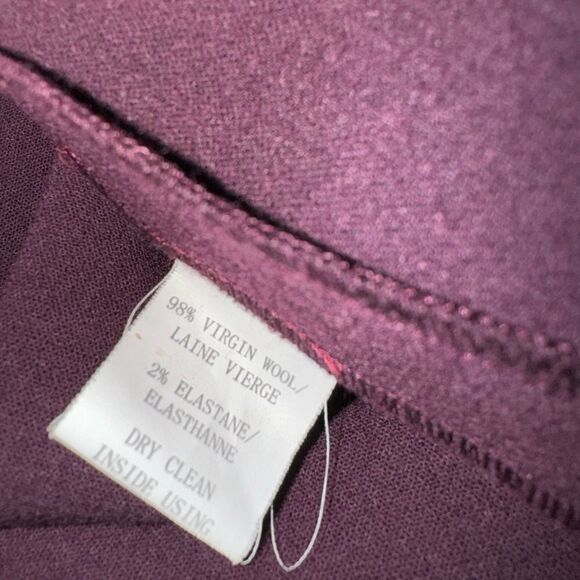 98% VIRGIN WOOL/
LAINE VIERGE
2% ELASTANE/
ELASTHANNE
DRY CLEAN
INSIDE USING